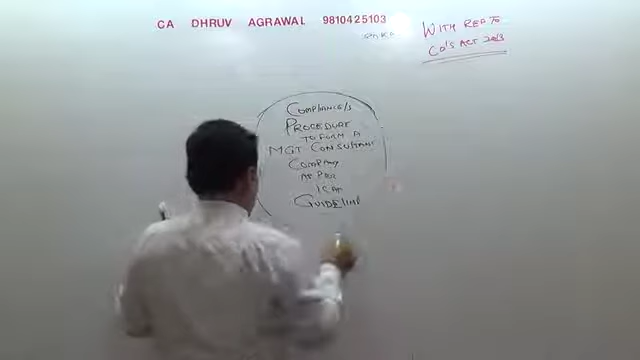 CA DHRUV AGRAWAL 9810425103
WITH REF TO
CO'S ACT 2013
COMPLIANCE/S
PROCEDURE
TO FORM A
MGT CONSULTANT
COMPANY
AS PER
ICAI
GUIDELINE